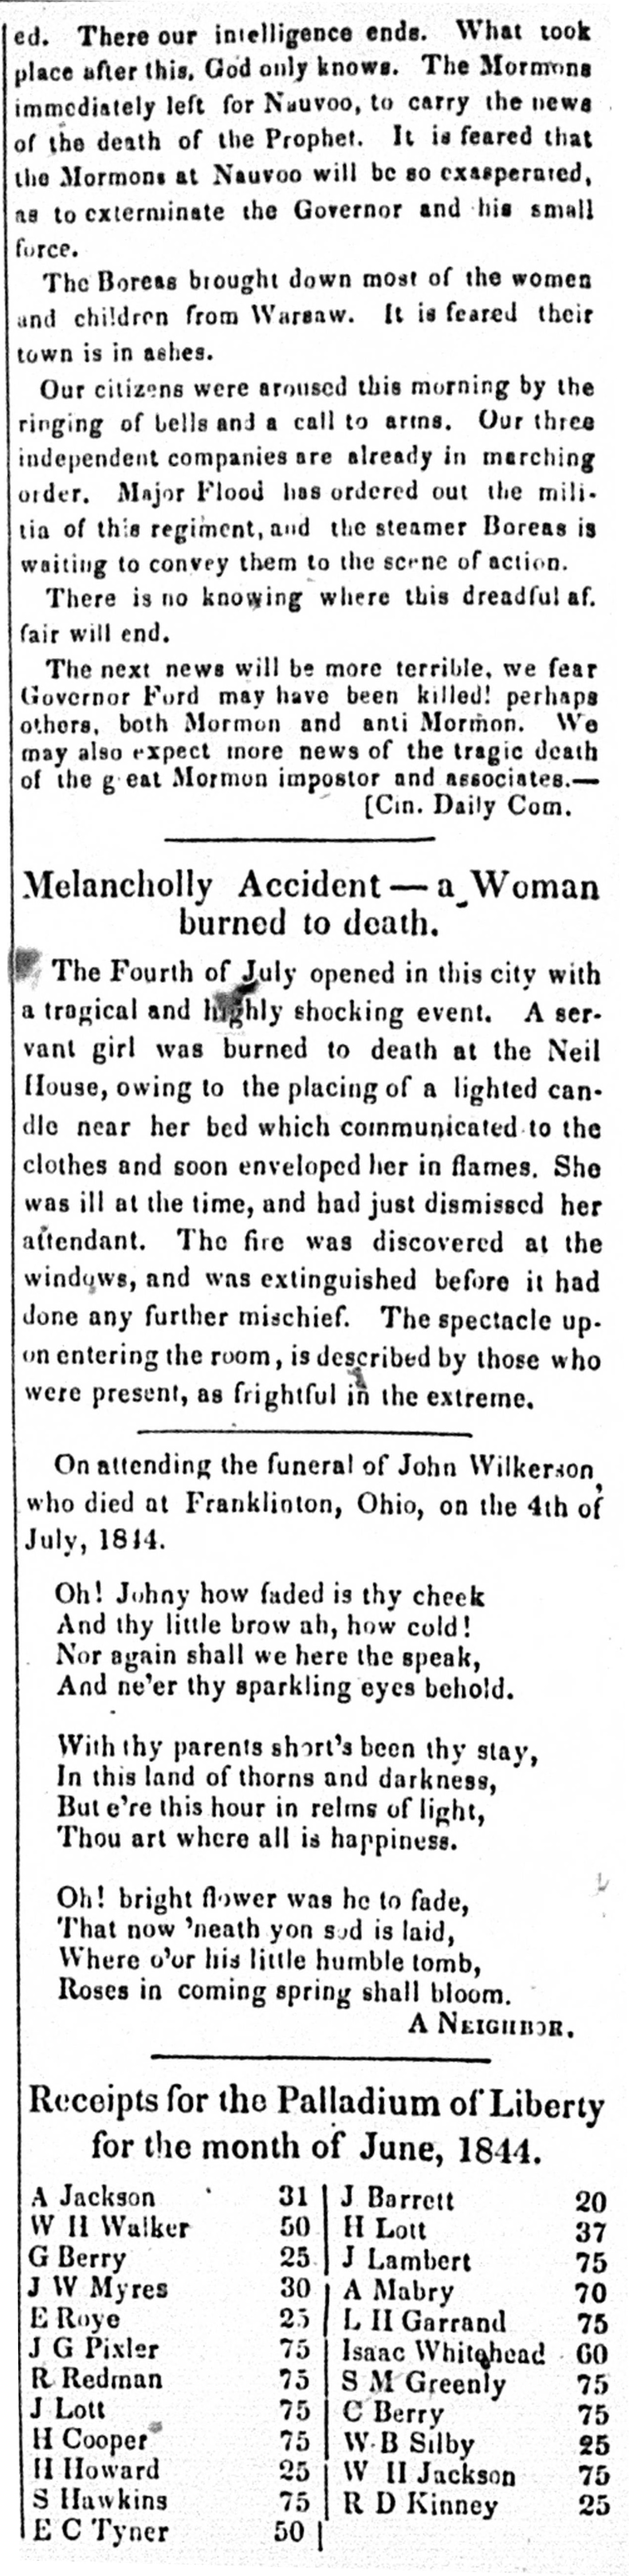 ed. There our intelligence ends. What took
place after this, God only knows. The Mormons
immediately left for Nauvoo, to carry the news
of the death of the Prophet. It is feared that
the Mormons at Nauvoo will be so exasperated,
as to exterminate the Governor and his small
force.
The Boreas brought down most of the women
and children from Warsaw. It is feared their
town is in ashes.
Our citizens were aroused this morning by the
ringing of bells and a call to arms. Our three
independent companies are already in marching
order. Major Flood has ordered out the mili-
tia of this regiment, and the steamer Boreas is
waiting to convey them to the scene of action.
There is no knowing where this dreadful af.
fair will end.
The next news will be more terrible, we fear
Governor Ford may have been killed! perhaps
others, both Mormon and anti Mormon. We
may also expect more news of the tragic death
of the great Mormon impostor and associates.—
[Cin. Daily Com.
Melancholly Accident — a Woman
burned to death.
The Fourth of July opened in this city with
a tragical and highly shocking event. A ser-
vant girl was burned to death at the Neil
House, owing to the placing of a lighted can-
dle near her bed which communicated to the
clothes and soon enveloped her in flames. She
was ill at the time, and had just dismissed her
attendant. The fire was discovered at the
windows, and was extinguished before it had
done any further mischief. The spectacle up-
on entering the room, is described by those who
were present, as frightful in the extreme.
On attending the funeral of John Wilkerson,
who died at Franklinton, Ohio, on the 4th of
July, 1844.
Oh! Johny how faded is thy cheek
And thy little brow ah, how cold!
Nor again shall we here the speak,
And ne'er thy sparkling eyes behold.
With thy parents short's been thy stay,
In this land of thorns and darkness,
But e're this hour in relms of light,
Thou art where all is happiness.
Oh! bright flower was he to fade,
That now 'neath yon sod is laid,
Where o'or his little humble tomb,
Roses in coming spring shall bloom.
A NEIGHBOR.
Receipts for the Palladium of Liberty
for the month of June, 1844.
A Jackson 31 | J Barrett 20
W H Walker 50 | H Lott 37
G Berry 25 | J Lambert 75
J W Myres 30 | A Mabry 70
E Roye 25 | L H Garrand 75
J G Pixler 75 | Isaac Whitehead 60
R Redman 75 | S M Greenly 75
J Lott 75 | C Berry 75
H Cooper 75 | W B Silby 25
H Howard 25 | W H Jackson 75
S Hawkins 75 | R D Kinney 25
E C Tyner 50 |